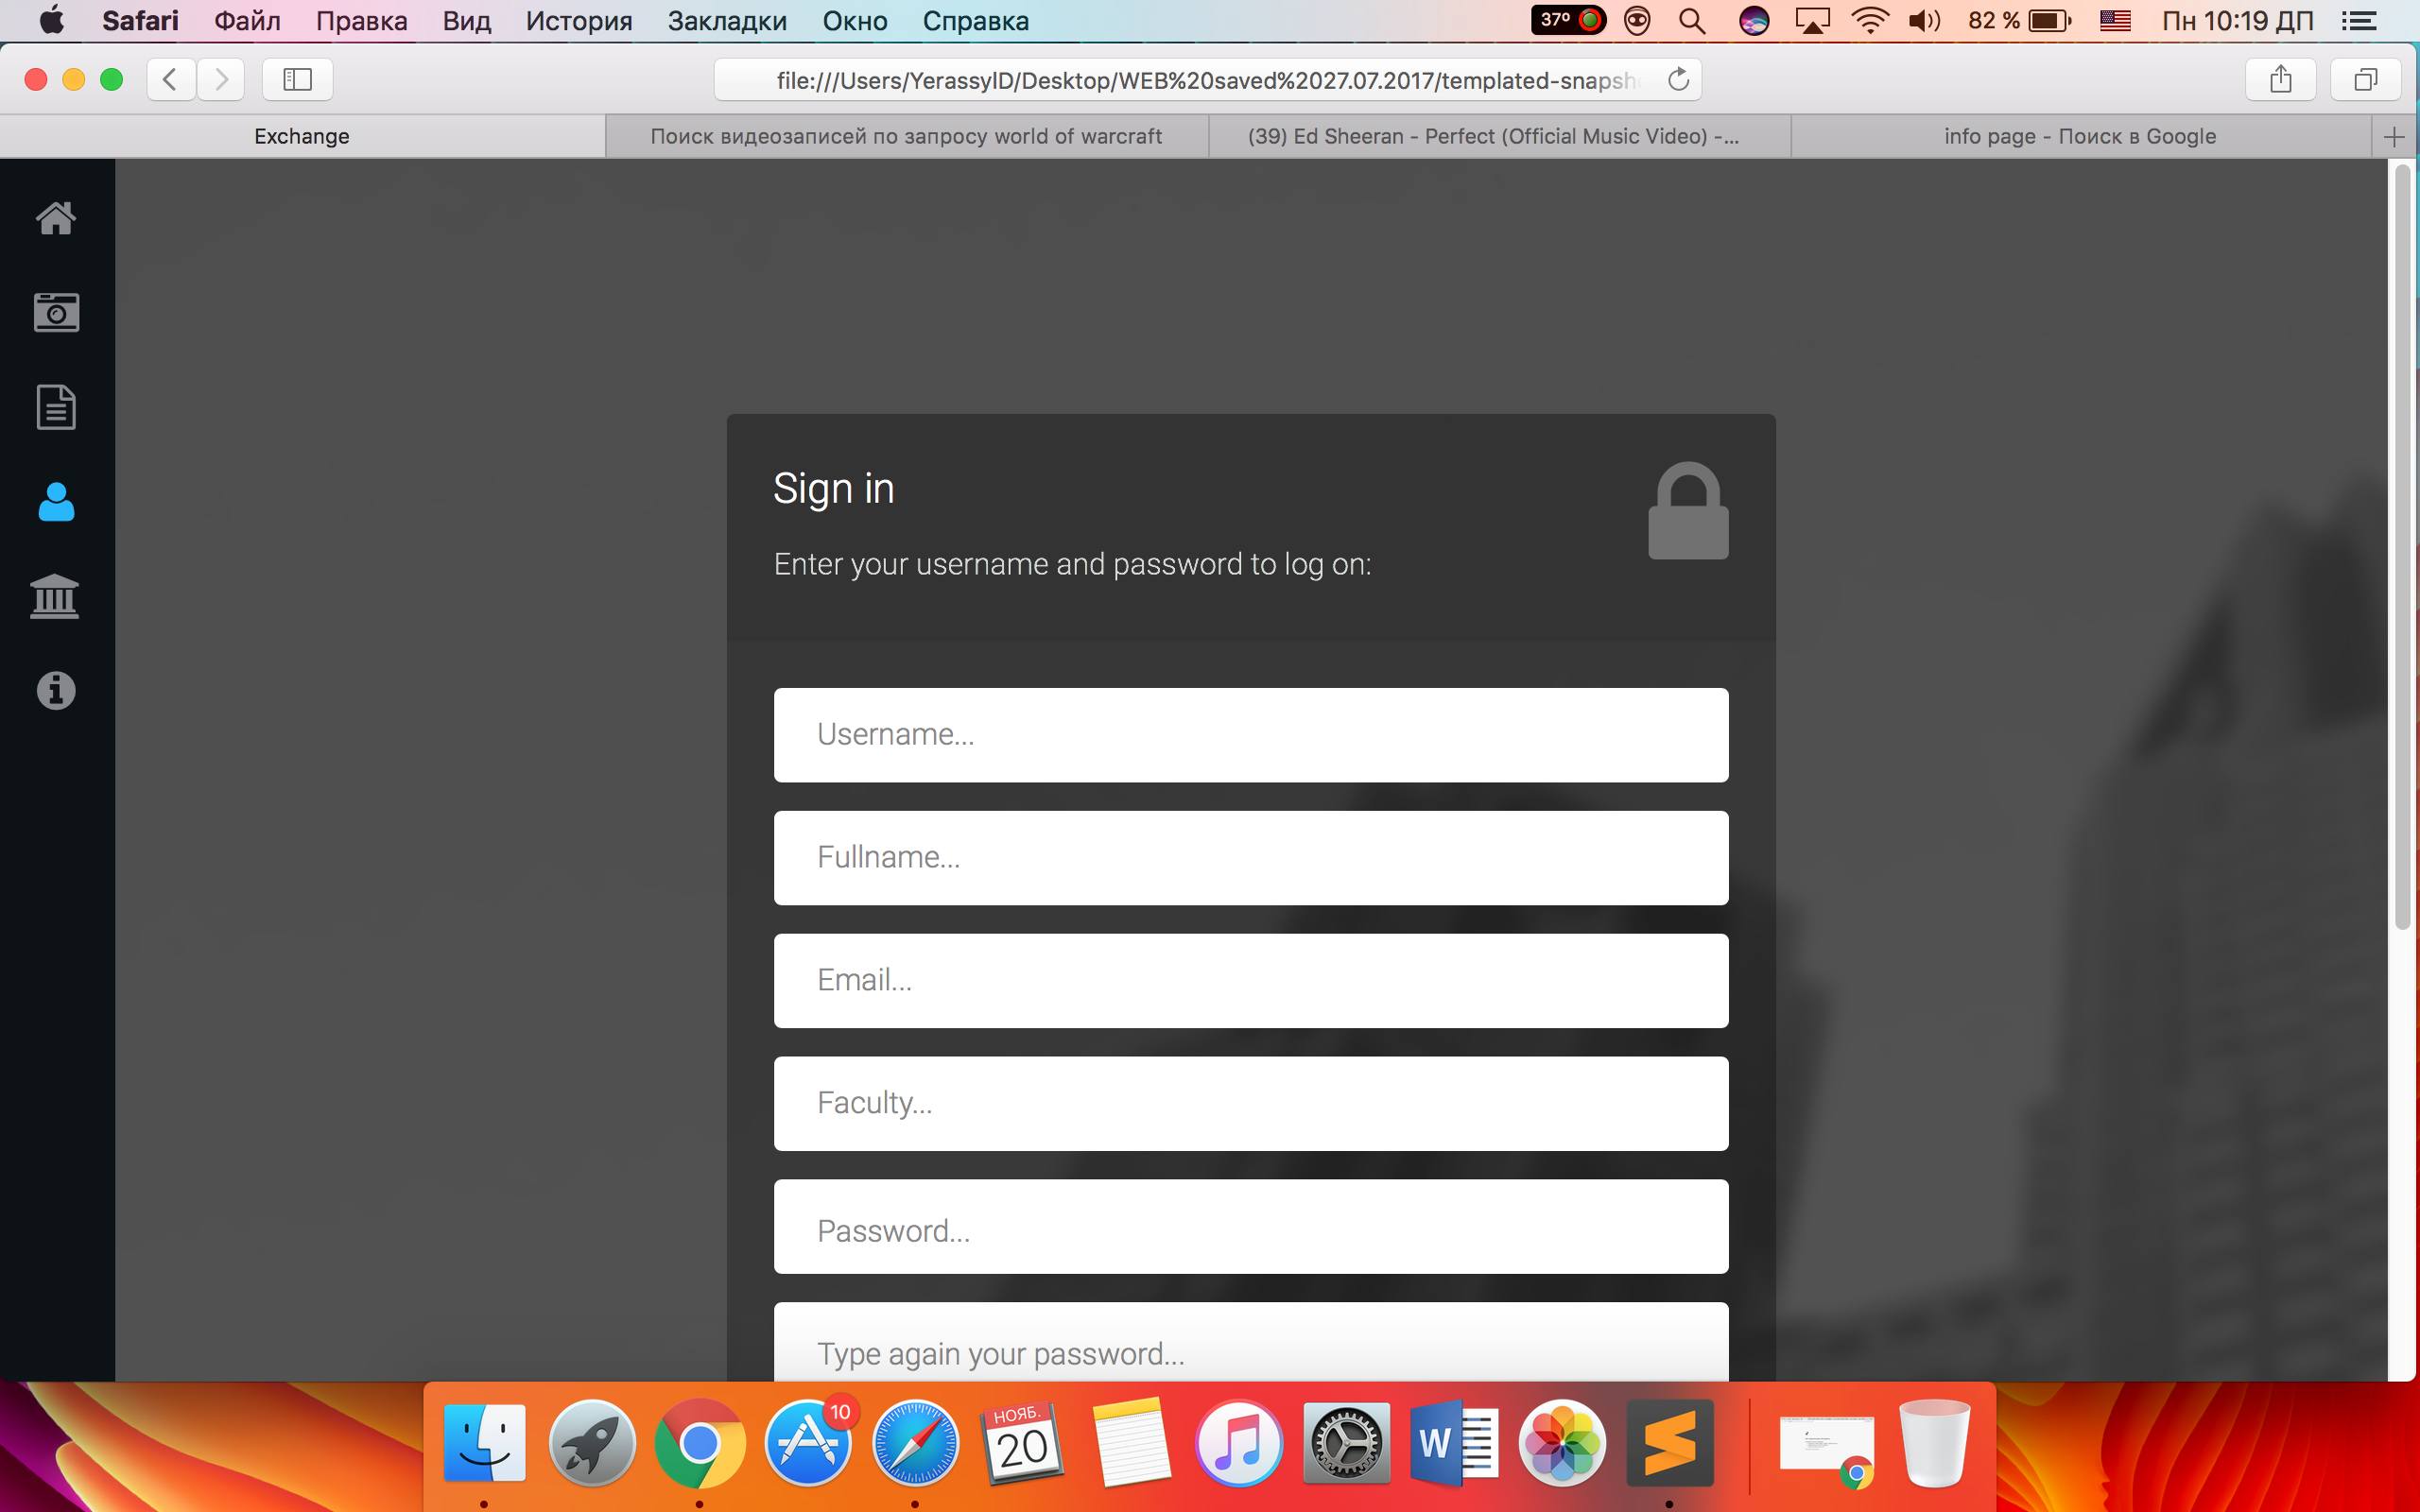 Safari Файл Правка Вид История Закладки Окно Справка 37º 82 % Пн 10:19 ДП
file:///Users/YerassylD/Desktop/WEB%20saved%2027.07.2017/templated-snapsh
Exchange Поиск видеозаписей по запросу world of warcraft (39) Ed Sheeran - Perfect (Official Music Video) -... info page - Поиск в Google
Sign in
Enter your username and password to log on:
Username...
Fullname...
Email...
Faculty...
Password...
Type again your password...
10
НОЯБ.
20
W